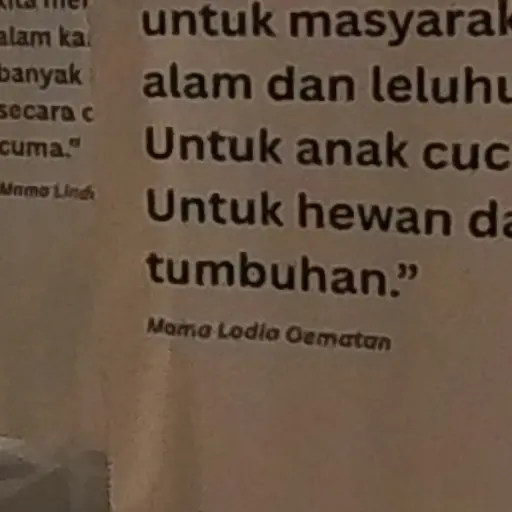 alam ka
banyak
secara c
cuma."
Mama
untuk masyarak
alam dan leluhu
Untuk anak cuc
Untuk hewan da
tumbuhan.”
Mama Lodia Oematan